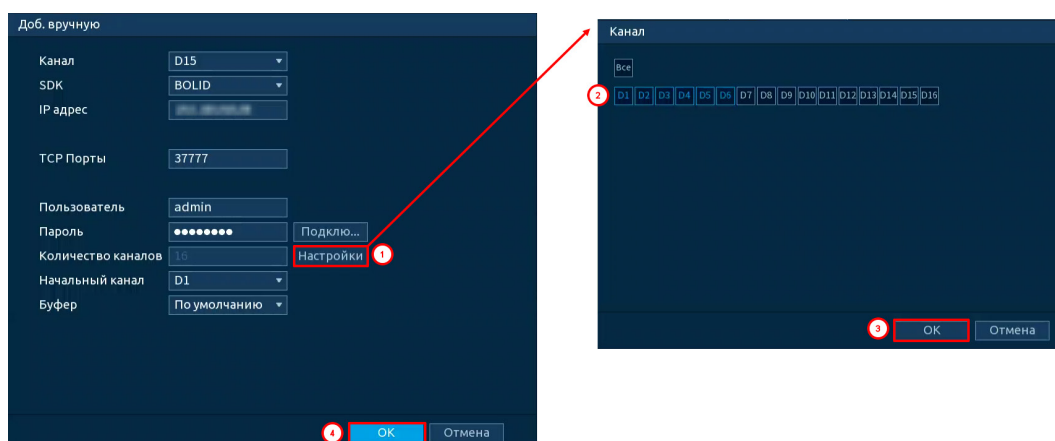 Доб. вручную
Канал D15
SDK BOLID
IP адрес
TCP Порты 37777
Пользователь admin
Пароль ●●●●●●●● Подклю...
Количество каналов 16 Настройки 1
Начальный канал D1
Буфер По умолчанию
4 OK Отмена
Канал
Все
2 D1 D2 D3 D4 D5 D6 D7 D8 D9 D10 D11 D12 D13 D14 D15 D16
3 OK Отмена